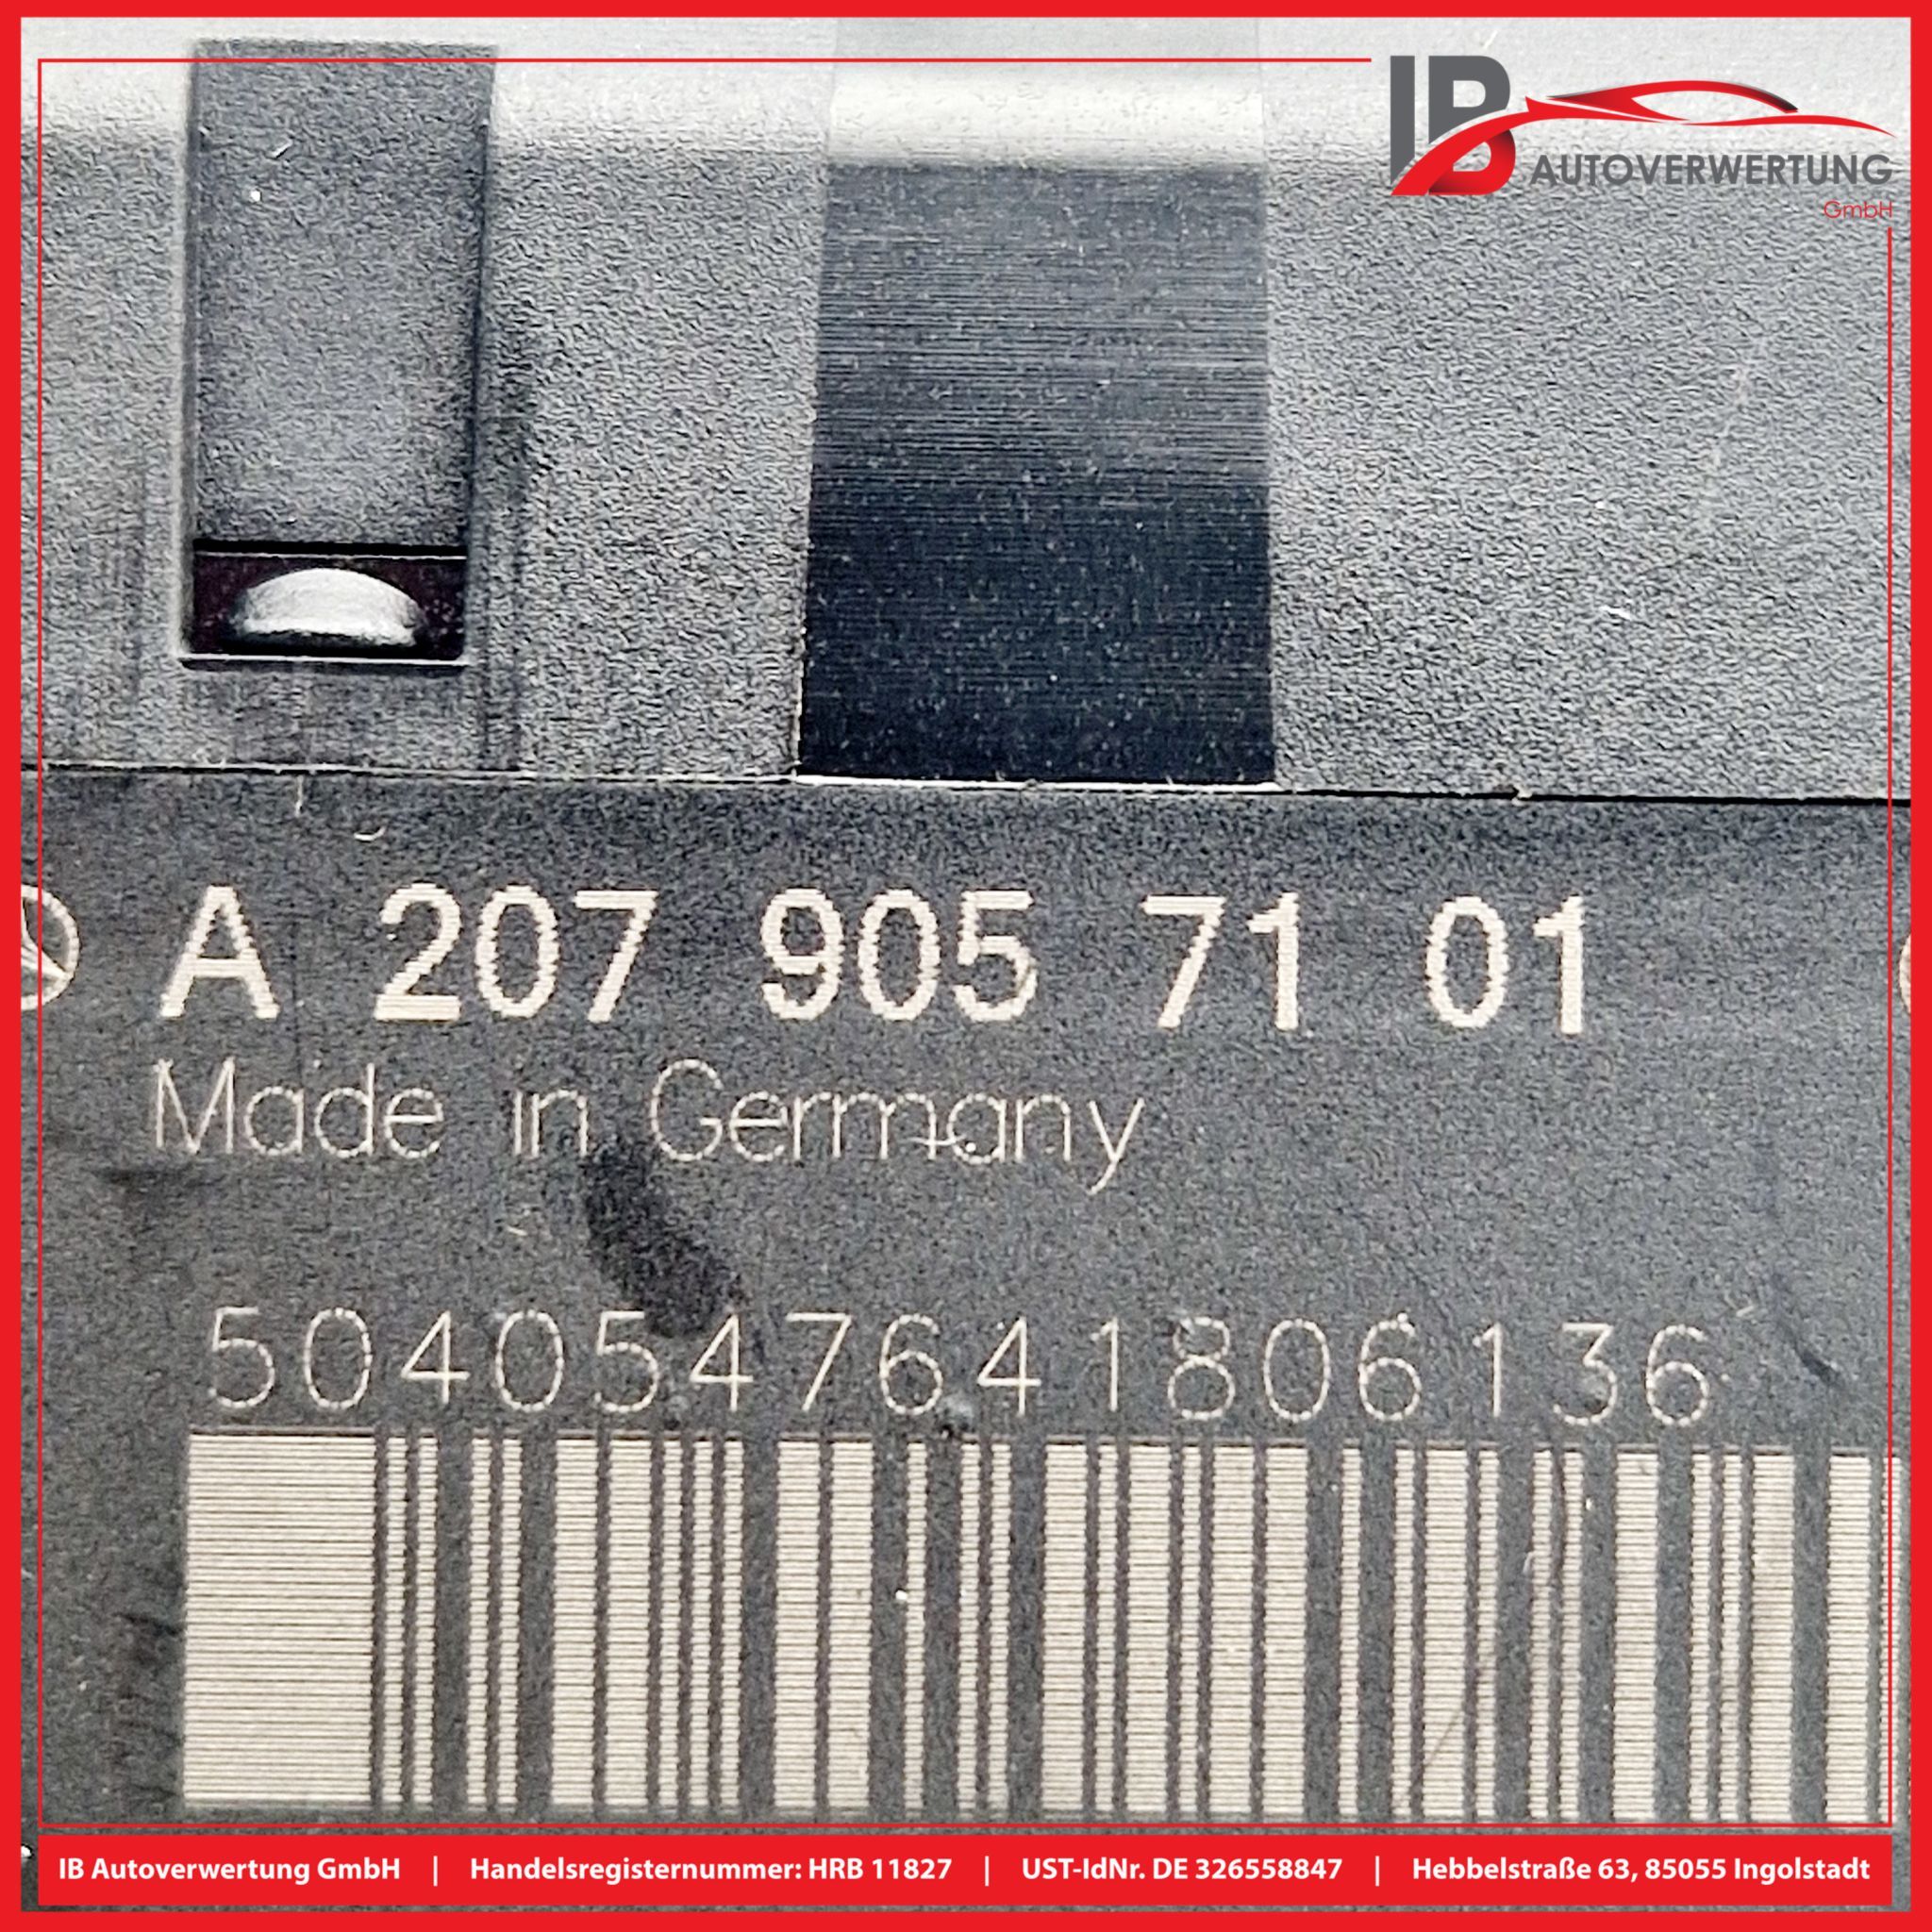 IB
AUTOVERWERTUNG
GmbH
A 207 905 71 01
Made in Germany
5040547641806136
IB Autoverwertung GmbH | Handelsregisternummer: HRB 11827 | UST-IdNr. DE 326558847 | Hebbelstraße 63, 85055 Ingolstadt